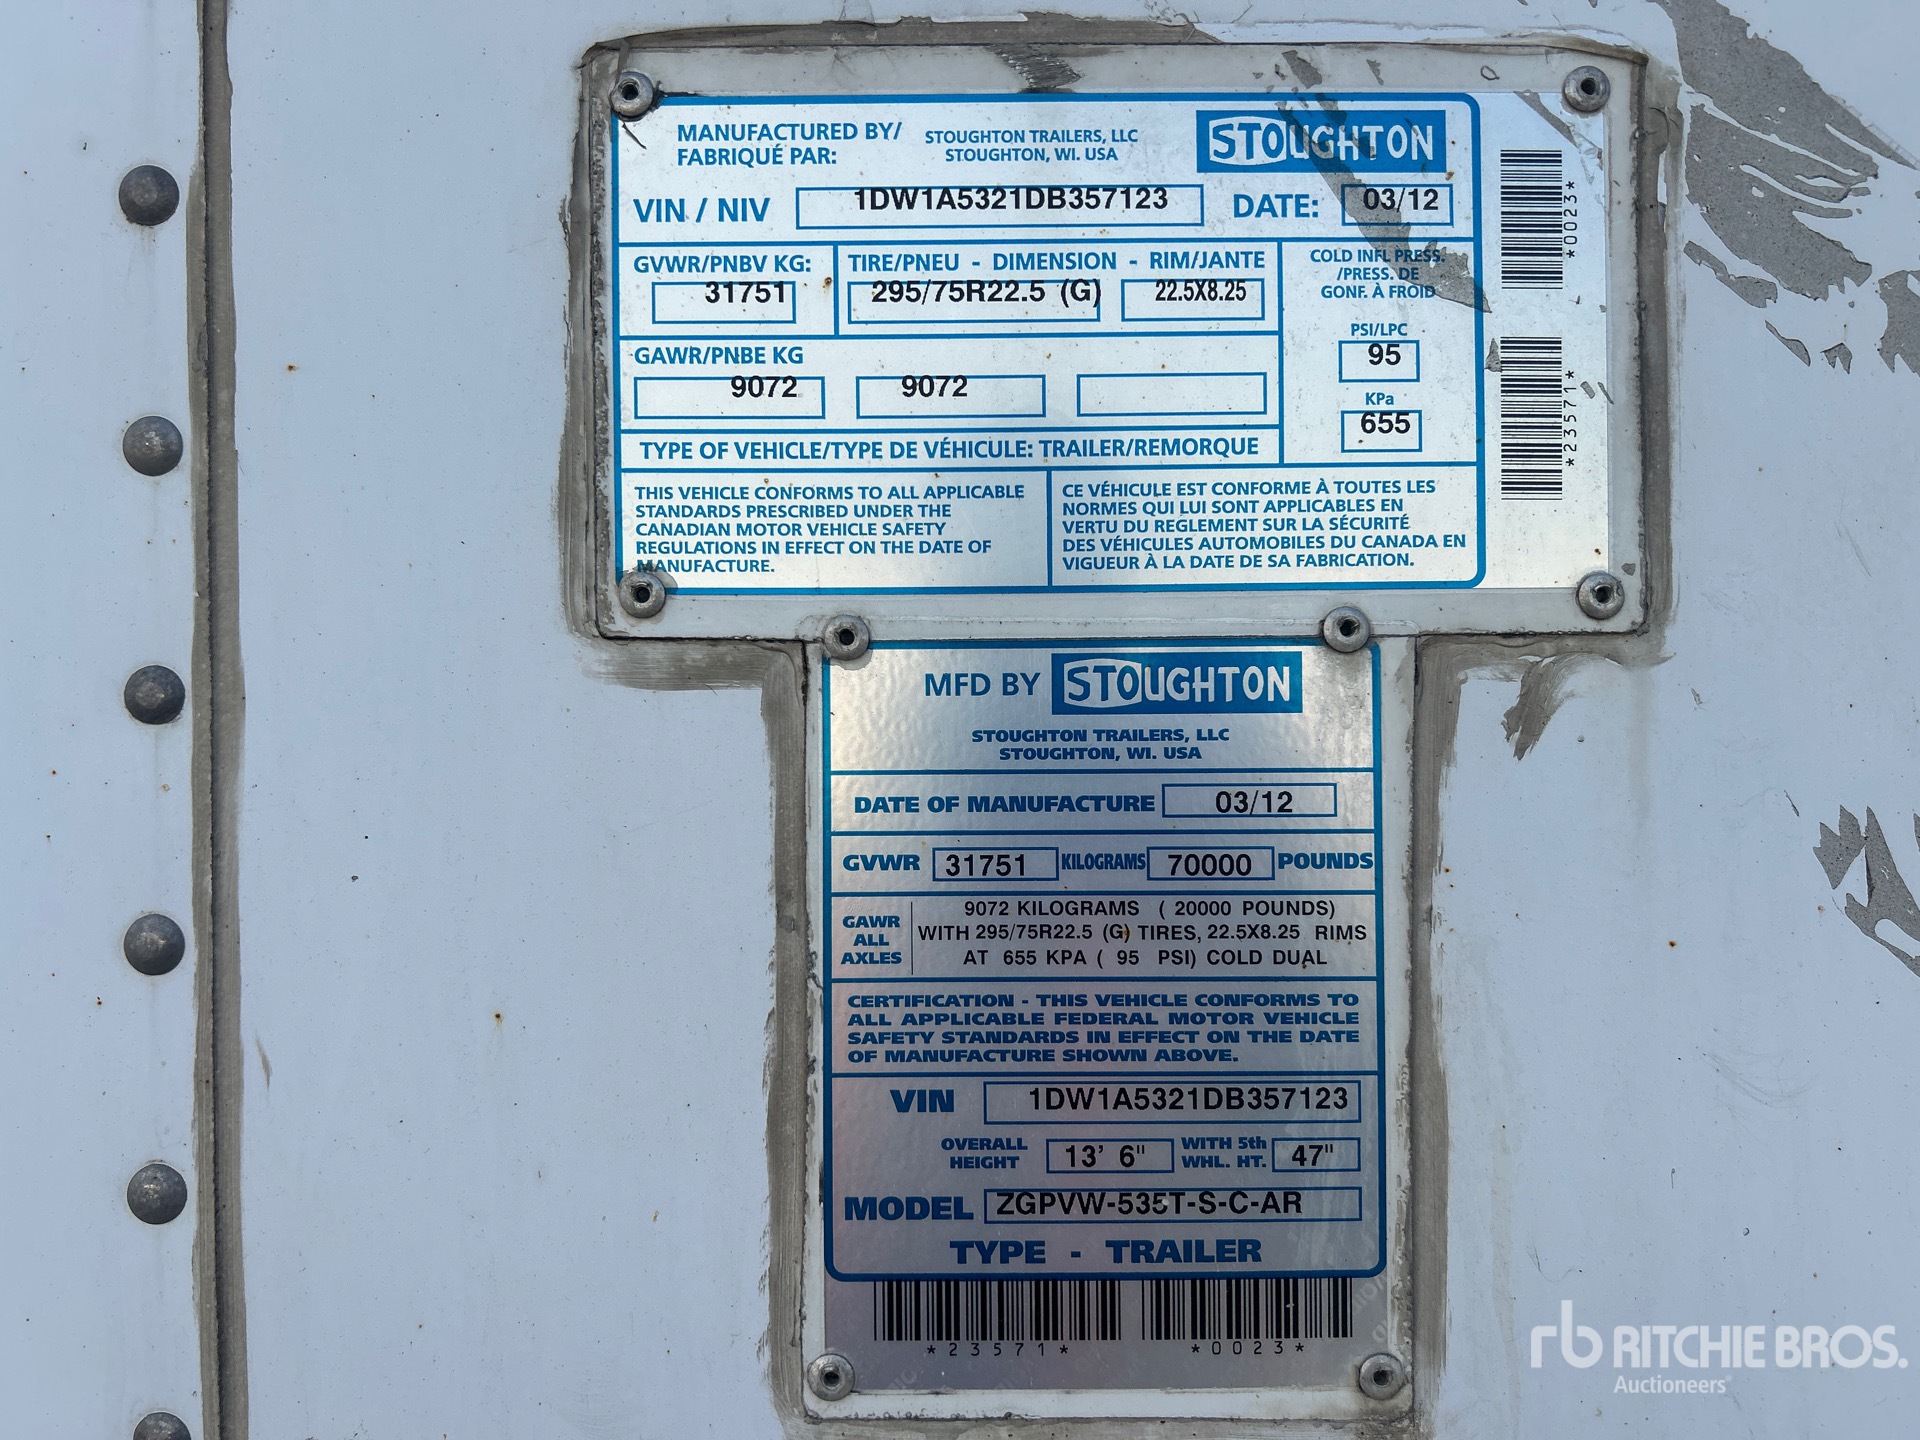 MANUFACTURED BY/
FABRIQUÉ PAR:
STOUGHTON TRAILERS, LLC
STOUGHTON, WI. USA
STOUGHTON
VIN / NIV 1DW1A5321DB357123 DATE: 03/12
GVWR/PNBV KG:
31751
TIRE/PNEU - DIMENSION - RIM/JANTE
295/75R22.5 (G) 22.5X8.25
COLD INFL PRESS.
/PRESS. DE
GONF. À FROID
PSI/LPC
95
KPa
655
GAWR/PNBE KG
9072 9072
TYPE OF VEHICLE/TYPE DE VÉHICULE: TRAILER/REMORQUE
THIS VEHICLE CONFORMS TO ALL APPLICABLE
STANDARDS PRESCRIBED UNDER THE
CANADIAN MOTOR VEHICLE SAFETY
REGULATIONS IN EFFECT ON THE DATE OF
MANUFACTURE.
CE VÉHICULE EST CONFORME À TOUTES LES
NORMES QUI LUI SONT APPLICABLES EN
VERTU DU REGLEMENT SUR LA SÉCURITÉ
DES VÉHICULES AUTOMOBILES DU CANADA EN
VIGUEUR À LA DATE DE SA FABRICATION.
*0023*
*23571*
MFD BY STOUGHTON
STOUGHTON TRAILERS, LLC
STOUGHTON, WI. USA
DATE OF MANUFACTURE 03/12
GVWR 31751 KILOGRAMS 70000 POUNDS
GAWR
ALL
AXLES
9072 KILOGRAMS ( 20000 POUNDS)
WITH 295/75R22.5 (G) TIRES, 22.5X8.25 RIMS
AT 655 KPA ( 95 PSI) COLD DUAL
CERTIFICATION - THIS VEHICLE CONFORMS TO
ALL APPLICABLE FEDERAL MOTOR VEHICLE
SAFETY STANDARDS IN EFFECT ON THE DATE
OF MANUFACTURE SHOWN ABOVE.
VIN 1DW1A5321DB357123
OVERALL
HEIGHT
13' 6"
WITH 5th
WHL. HT.
47"
MODEL ZGPVW-535T-S-C-AR
TYPE - TRAILER
*23571* *0023*
rb RITCHIE BROS.
Auctioneers